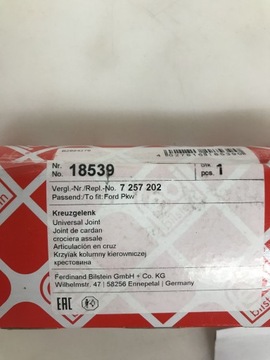 Nr.
No. 18539
Stk
pcs. 1
Vergl.-Nr./Repl.-No. 7 257 202
Passend/To fit: Ford Pkw
Kreuzgelenk
Universal Joint
Joint de cardan
crociera assale
Articulación en cruz
Krzyżak kolumny kierowniczej
крестовина
Ferdinand Bilstein GmbH + Co. KG
Wilhelmstr. 47 | 58256 Ennepetal | Germany
EAC